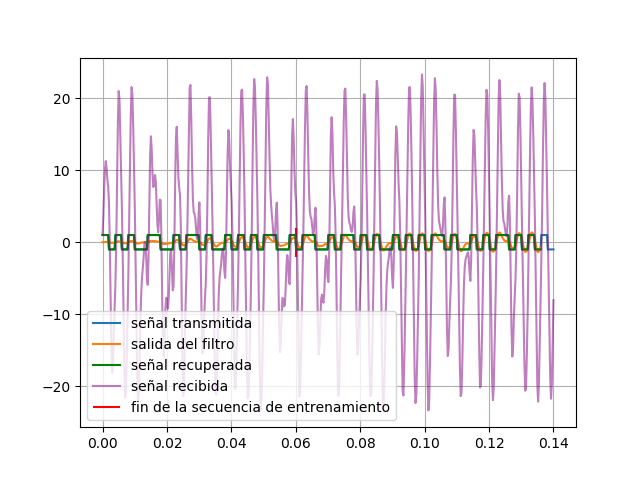 20
10
0
−10
−20
señal transmitida
salida del filtro
señal recuperada
señal recibida
fin de la secuencia de entrenamiento
0.00 0.02 0.04 0.06 0.08 0.10 0.12 0.14